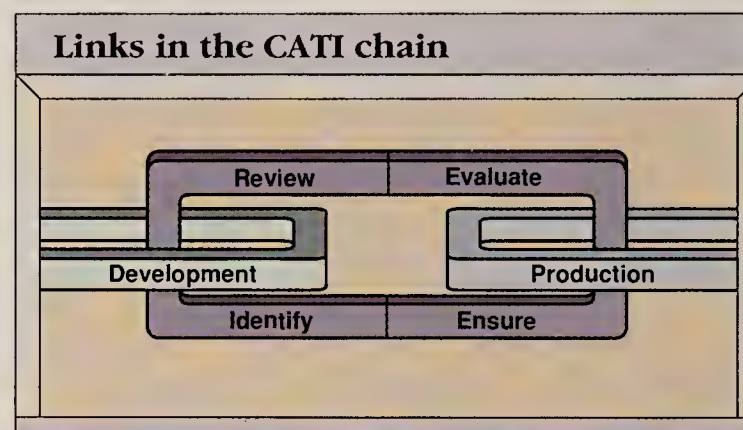 Links in the CATI chain
Review Evaluate
Development Production
Identify Ensure